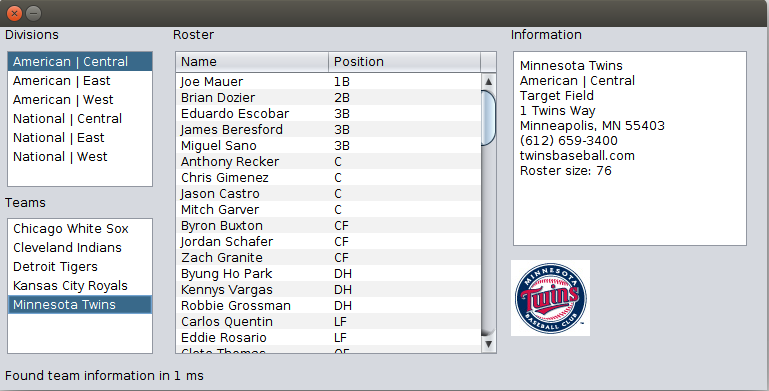 Divisions
American | Central
American | East
American | West
National | Central
National | East
National | West
Teams
Chicago White Sox
Cleveland Indians
Detroit Tigers
Kansas City Royals
Minnesota Twins
Roster
Name Position
Joe Mauer 1B
Brian Dozier 2B
Eduardo Escobar 3B
James Beresford 3B
Miguel Sano 3B
Anthony Recker C
Chris Gimenez C
Jason Castro C
Mitch Garver C
Byron Buxton CF
Jordan Schafer CF
Zach Granite CF
Byung Ho Park DH
Kennys Vargas DH
Robbie Grossman DH
Carlos Quentin LF
Eddie Rosario LF
Information
Minnesota Twins
American | Central
Target Field
1 Twins Way
Minneapolis, MN 55403
(612) 659-3400
twinsbaseball.com
Roster size: 76
MINNESOTA
Twins
BASEBALL CLUB
Found team information in 1 ms